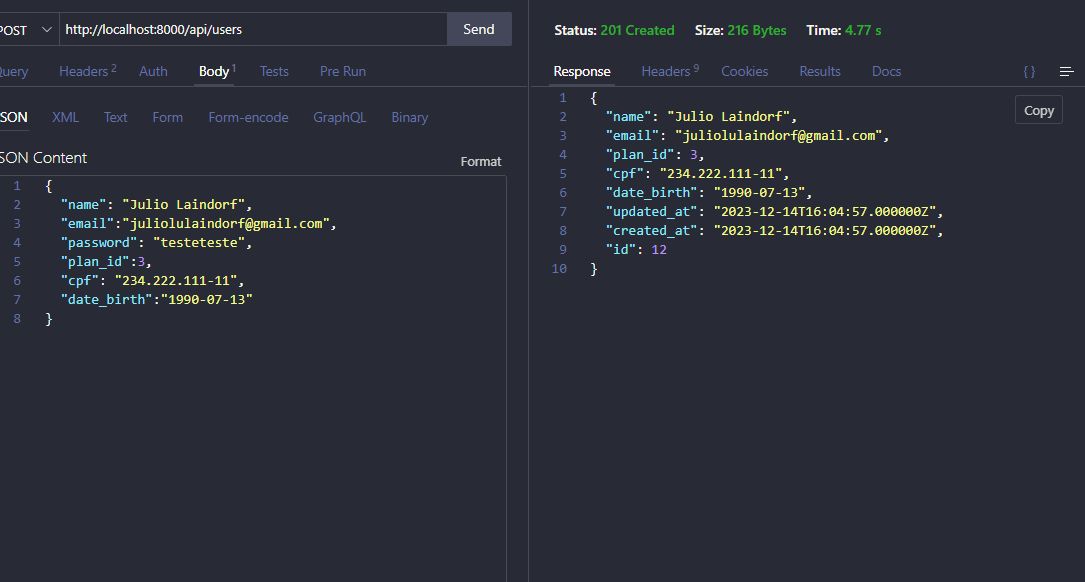 POST http://localhost:8000/api/users Send
Query Headers 2 Auth Body 1 Tests Pre Run
JSON XML Text Form Form-encode GraphQL Binary
JSON Content Format
1 {
2 "name": "Julio Laindorf",
3 "email":"juliolulaindorf@gmail.com",
4 "password": "testeteste",
5 "plan_id":3,
6 "cpf": "234.222.111-11",
7 "date_birth":"1990-07-13"
8 }
Status: 201 Created Size: 216 Bytes Time: 4.77 s
Response Headers 9 Cookies Results Docs { }
Copy
1 {
2 "name": "Julio Laindorf",
3 "email": "juliolulaindorf@gmail.com",
4 "plan_id": 3,
5 "cpf": "234.222.111-11",
6 "date_birth": "1990-07-13",
7 "updated_at": "2023-12-14T16:04:57.000000Z",
8 "created_at": "2023-12-14T16:04:57.000000Z",
9 "id": 12
10 }